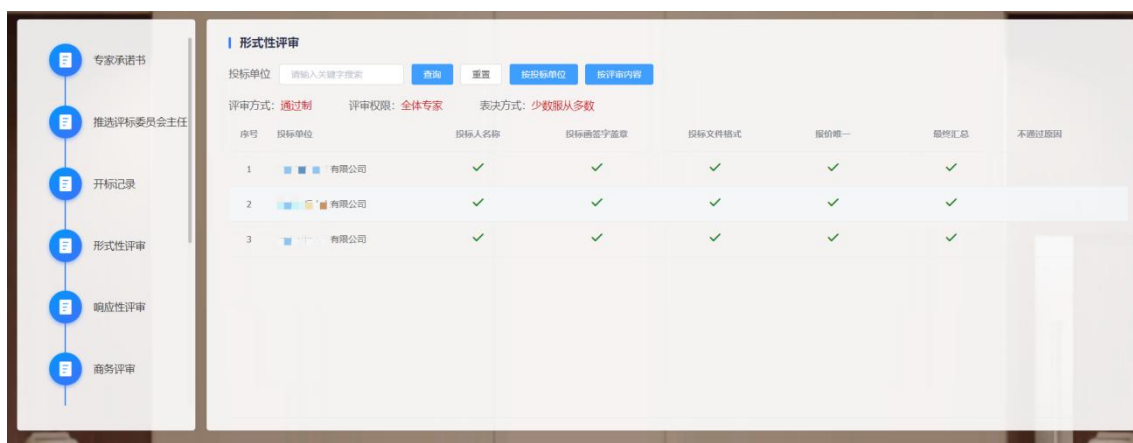 专家承诺书
推选评标委员会主任
开标记录
形式性评审
响应性评审
商务评审
形式性评审
投标单位 请输入关键字搜索 查询 重置 按投标单位 按评审内容
评审方式：通过制 评审权限：全体专家 表决方式：少数服从多数
序号 投标单位 投标人名称 投标函签字盖章 投标文件格式 报价唯一 最终汇总 不通过原因
1 有限公司
2 有限公司
3 有限公司